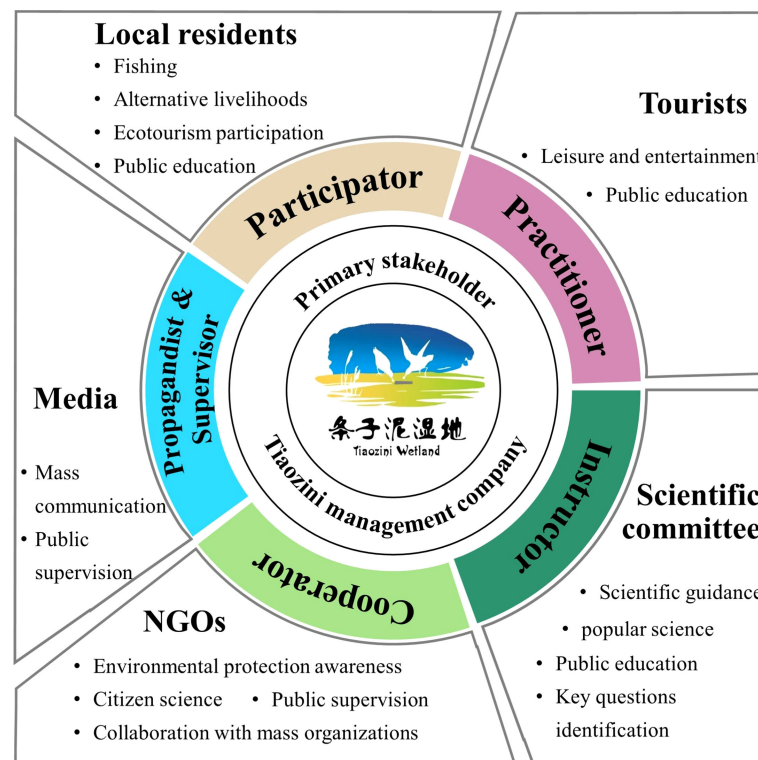 Local residents
• Fishing
• Alternative livelihoods
• Ecotourism participation
• Public education
Tourists
• Leisure and entertainment
• Public education
Participator
Practitioner
Propagandist &
Supervisor
Primary stakeholder
条子泥湿地
Tiaozini Wetland
Tiaozini management company
Instructor
Cooperator
Media
• Mass
communication
• Public
supervision
Scientific
committee
• Scientific guidance
• popular science
• Public education
• Key questions
identification
NGOs
• Environmental protection awareness
• Citizen science • Public supervision
• Collaboration with mass organizations